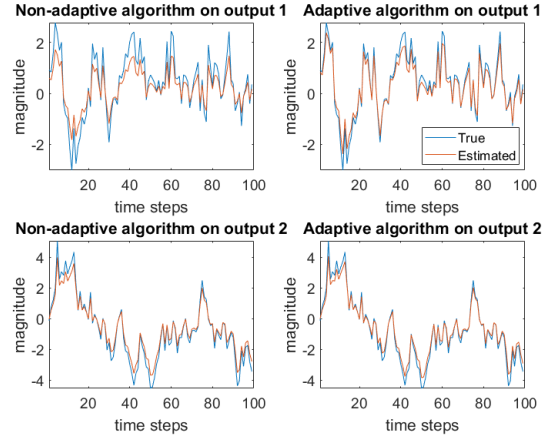 Non-adaptive algorithm on output 1
magnitude
2
0
-2
20 40 60 80 100
time steps
Adaptive algorithm on output 1
magnitude
2
0
-2
True
Estimated
20 40 60 80 100
time steps
Non-adaptive algorithm on output 2
magnitude
4
2
0
-2
-4
20 40 60 80 100
time steps
Adaptive algorithm on output 2
magnitude
4
2
0
-2
-4
20 40 60 80 100
time steps